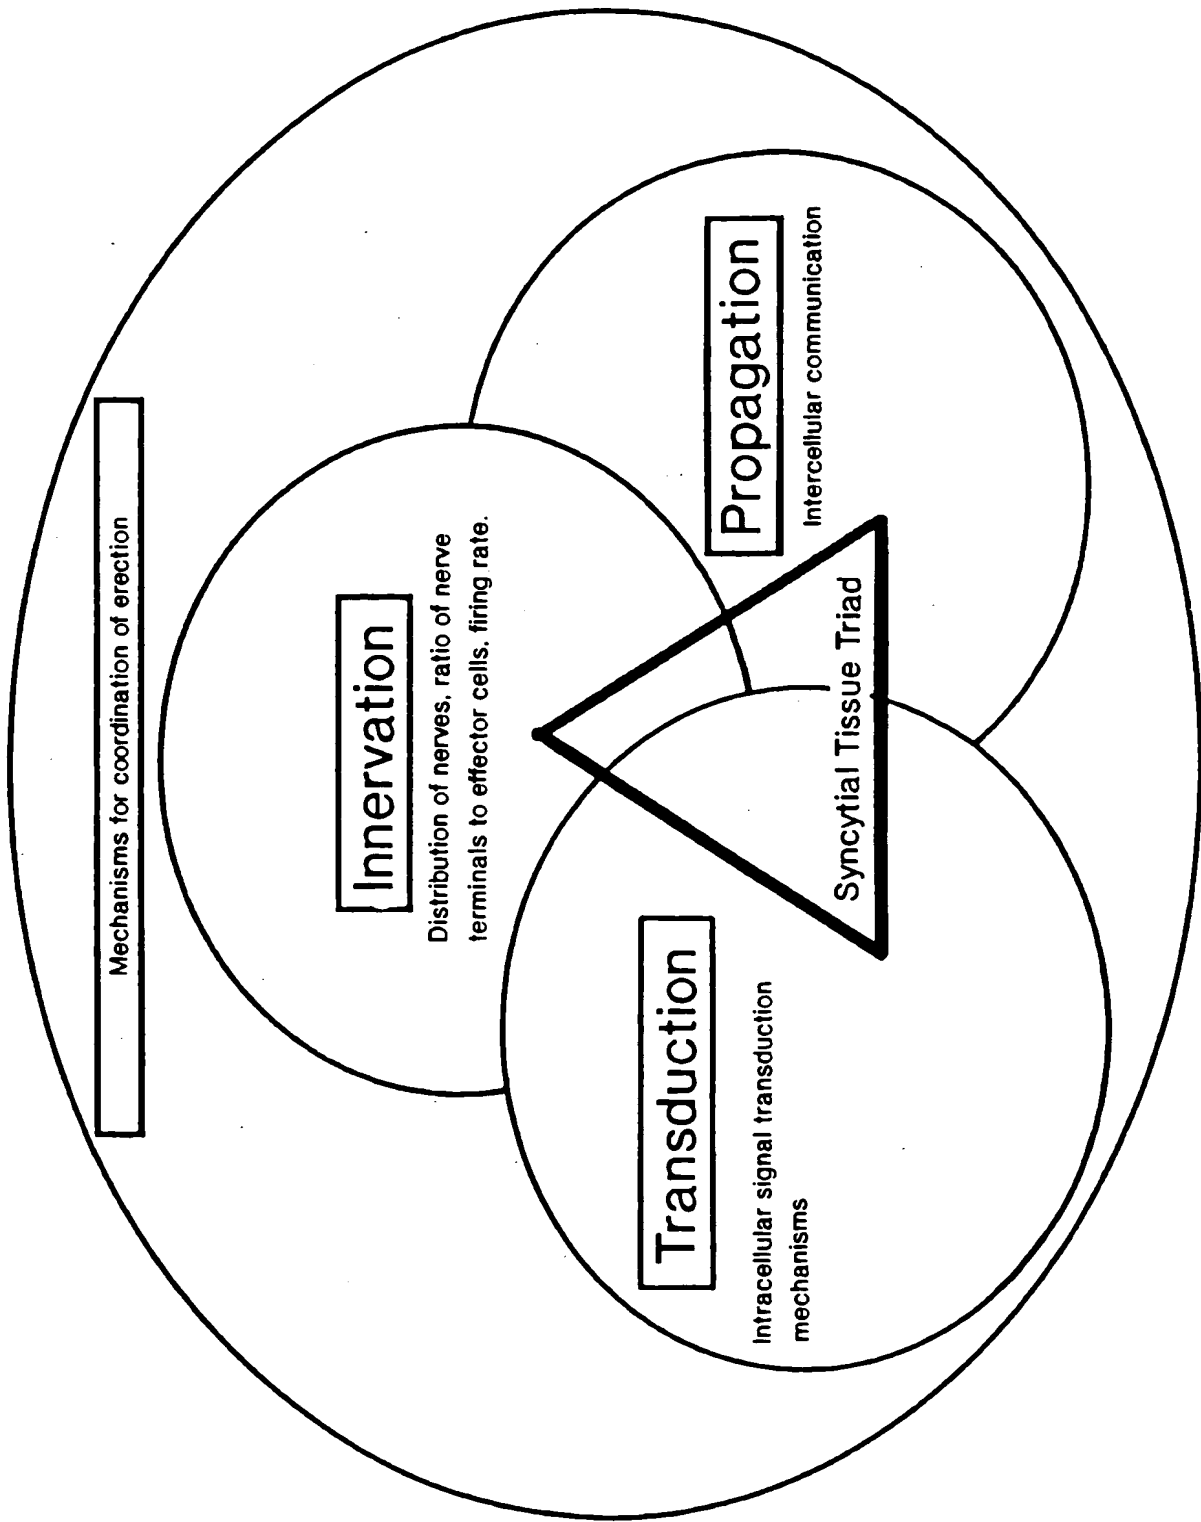 Mechanisms for coordination of erection
Innervation
Distribution of nerves, ratio of nerve
terminals to effector cells, firing rate.
Transduction
Intracellular signal transduction
mechanisms
Propagation
Intercellular communication
Syncytial Tissue Triad